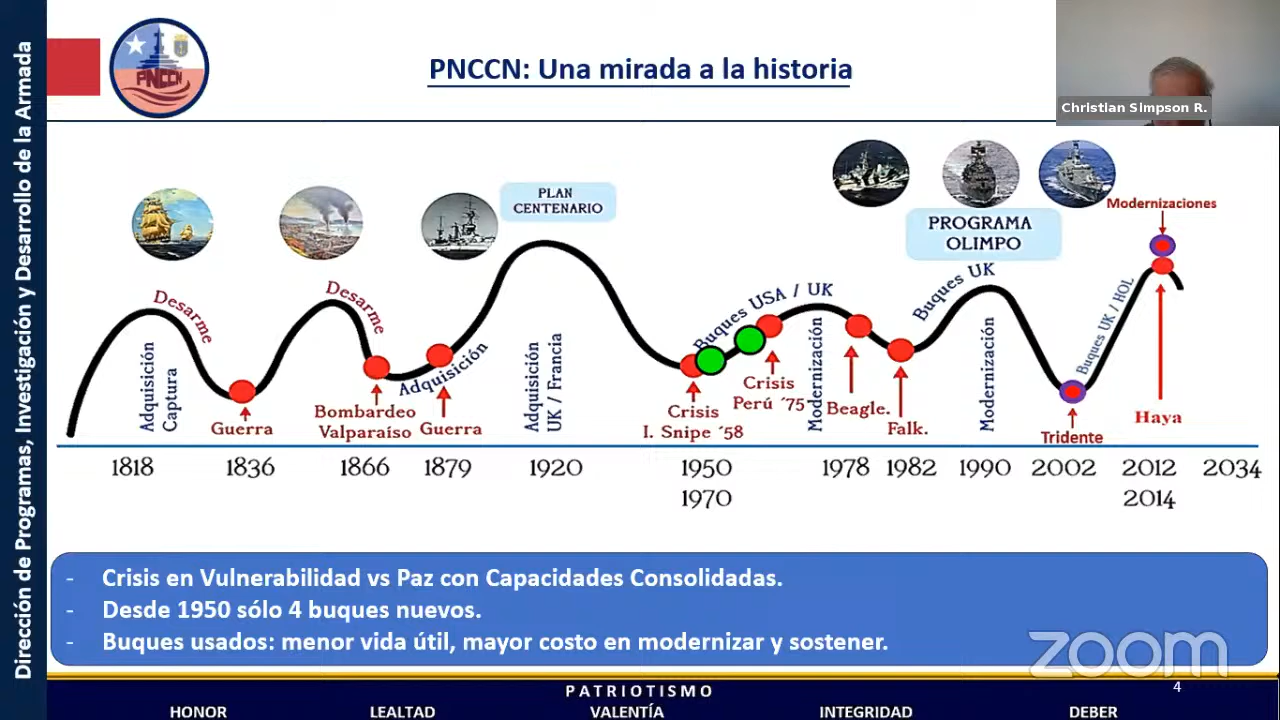 Dirección de Programas, Investigación y Desarrollo de la Armada
PNCCN
PNCCN: Una mirada a la historia
Christian Simpson R.
PLAN
CENTENARIO
PROGRAMA
OLIMPO
Modernizaciones
Desarme
Desarme
Buques USA / UK
Buques UK
Buques UK / HOL
Adquisición
Captura
Adquisición
Adquisición
UK / Francia
Modernización
Modernización
Guerra
Bombardeo
Valparaíso
Guerra
Crisis
I. Snipe ´58
Crisis
Perú ´75
Beagle.
Falk.
Tridente
Haya
1818 1836 1866 1879 1920 1950 1978 1982 1990 2002 2012 2034
1970 2014
- Crisis en Vulnerabilidad vs Paz con Capacidades Consolidadas.
- Desde 1950 sólo 4 buques nuevos.
- Buques usados: menor vida útil, mayor costo en modernizar y sostener.
zoom
4
PATRIOTISMO
HONOR LEALTAD VALENTÍA INTEGRIDAD DEBER